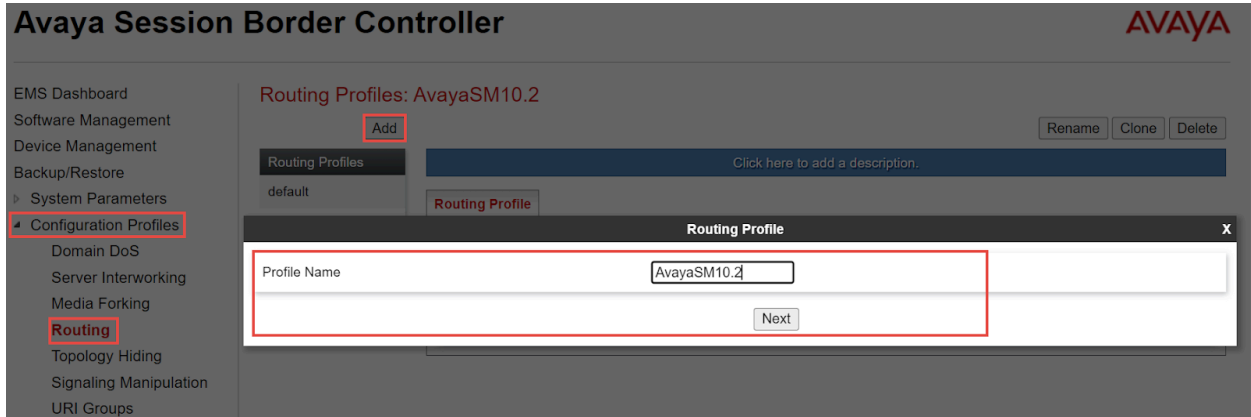 Avaya Session Border Controller
AVAYA
EMS Dashboard
Software Management
Device Management
Backup/Restore
System Parameters
Configuration Profiles
Domain DoS
Server Interworking
Media Forking
Routing
Topology Hiding
Signaling Manipulation
URI Groups
Routing Profiles: AvayaSM10.2
Add
Rename Clone Delete
Routing Profiles
default
Click here to add a description.
Routing Profile
Routing Profile X
Profile Name AvayaSM10.2
Next